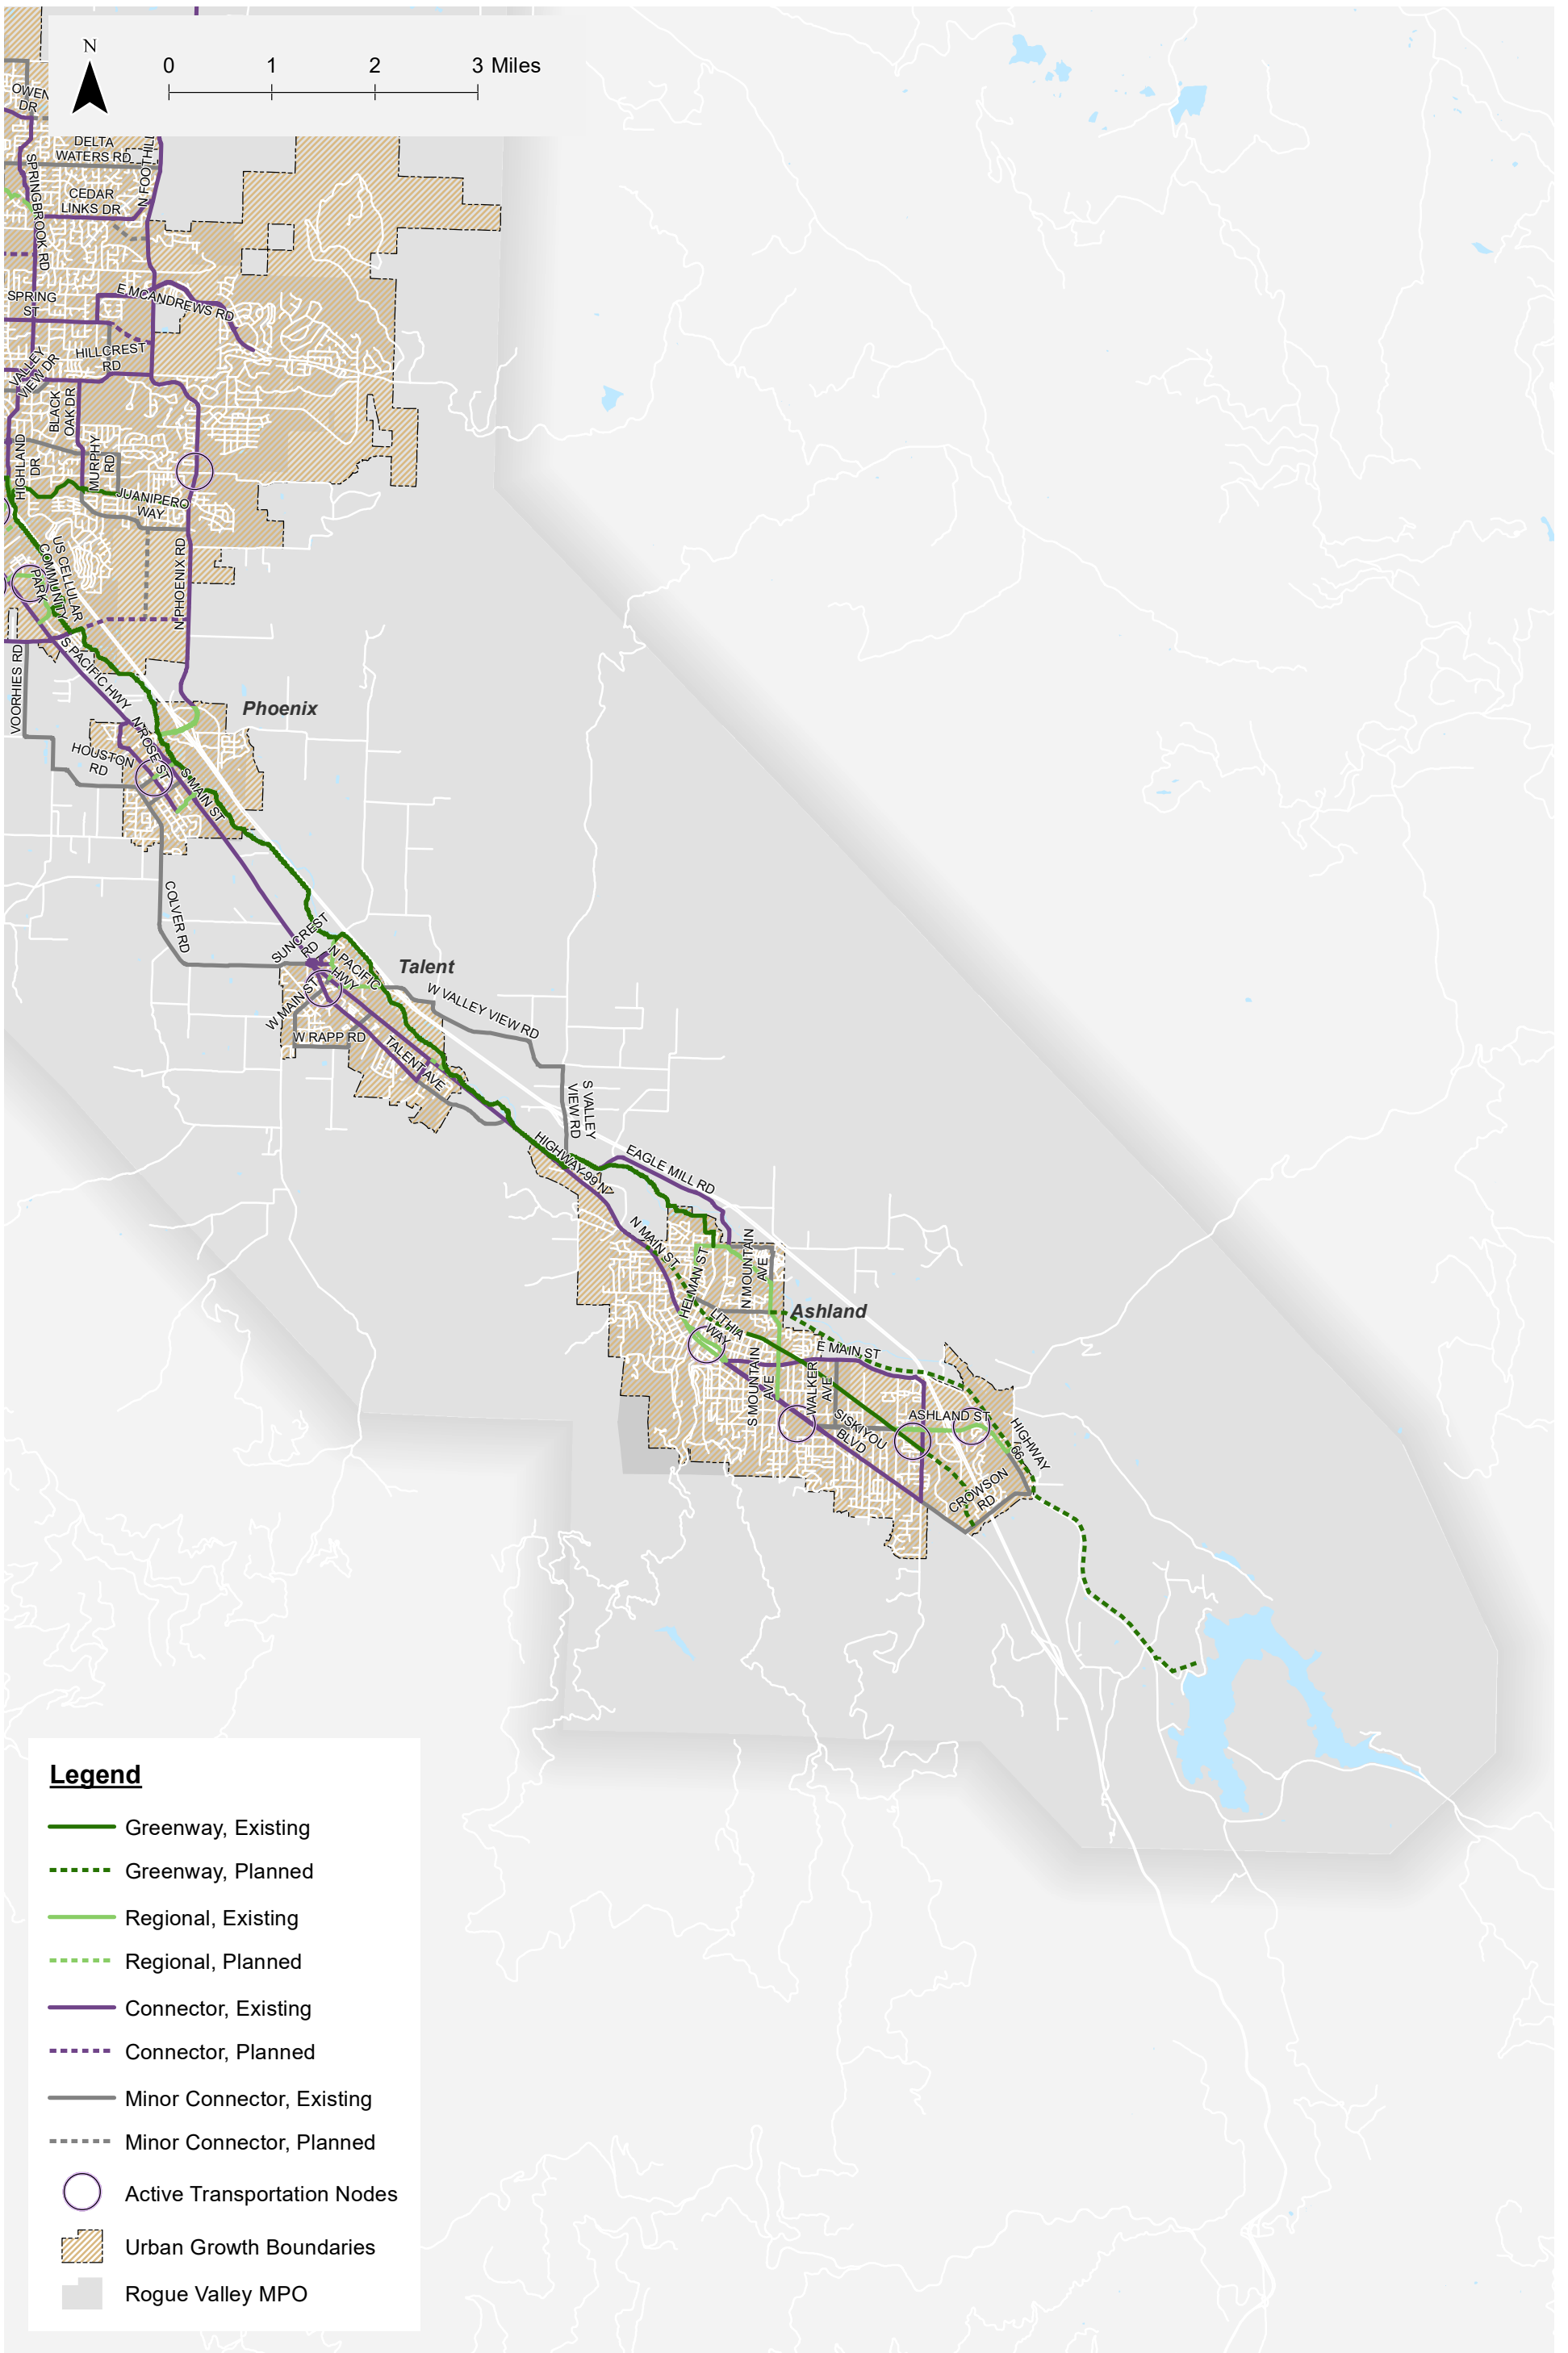 N
0 1 2 3 Miles
OWEN
DR
DELTA
WATERS RD
N FOOTHILL
SPRINGBROOK RD
CEDAR
LINKS DR
SPRING
ST
E MCANDREWS RD
VALLEY
VIEW DR
HILLCREST
RD
BLACK
OAK DR
HIGHLAND
DR
MURPHY
RD
JUANIPERO
WAY
US CELLULAR
COMMUNITY
PARK
N PHOENIX RD
VOORHIES RD
S PACIFIC HWY
Phoenix
N ROSE ST
HOUSTON
RD
S MAIN ST
COLVER RD
SUNCREST
RD
N PACIFIC
HWY
Talent
W MAIN ST
W VALLEY VIEW RD
W RAPP RD
TALENT AVE
S VALLEY
VIEW RD
HIGHWAY 99 N
EAGLE MILL RD
N MAIN ST
HELMAN ST
N MOUNTAIN
AVE
Ashland
LITHIA
WAY
E MAIN ST
S MOUNTAIN
AVE
WALKER
AVE
SISKIYOU
BLVD
ASHLAND ST
HIGHWAY
66
CROWSON
RD
Legend
Greenway, Existing
Greenway, Planned
Regional, Existing
Regional, Planned
Connector, Existing
Connector, Planned
Minor Connector, Existing
Minor Connector, Planned
Active Transportation Nodes
Urban Growth Boundaries
Rogue Valley MPO